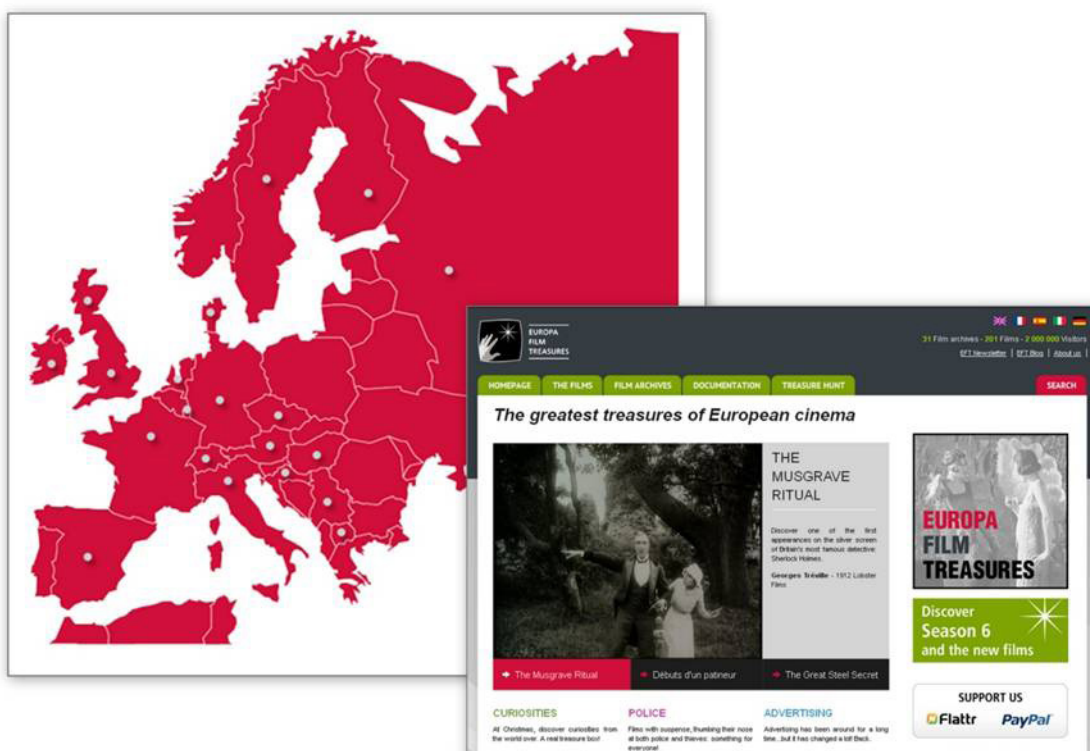 EUROPA
FILM
TREASURES
31 Film archives - 201 Films - 2 000 000 Visitors
EFT Newsletter | EFT Blog | About us |
HOMEPAGE
THE FILMS
FILM ARCHIVES
DOCUMENTATION
TREASURE HUNT
SEARCH
The greatest treasures of European cinema
THE
MUSGRAVE
RITUAL
Discover one of the first
appearances on the silver screen
of Britain's most famous detective:
Sherlock Holmes.
Georges Tréville - 1912 Lobster
Films
The Musgrave Ritual
Débuts d'un patineur
The Great Steel Secret
EUROPA
FILM
TREASURES
Discover
Season 6
and the new films
SUPPORT US
Flattr
PayPal
CURIOSITIES
At Christmas, discover curiosities from
the world over. A real treasure box!
POLICE
Films with suspense, thumbing their nose
at both police and thieves: something for
everyone!
ADVERTISING
Advertising has been around for a long
time...but it has changed a lot! Back.